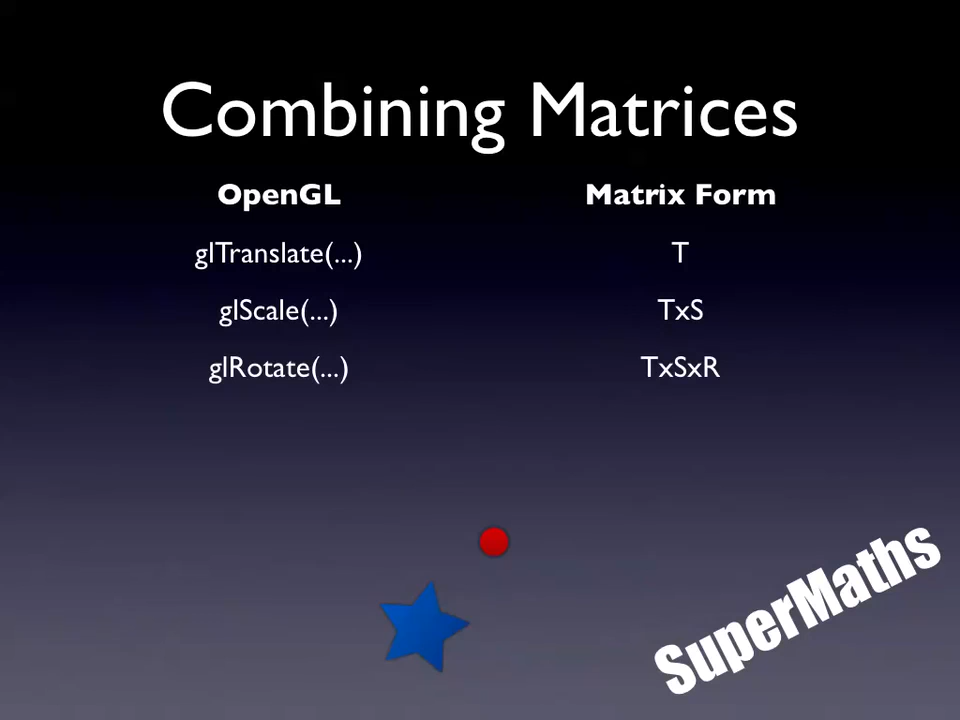 Combining Matrices
OpenGL Matrix Form
glTranslate(...) T
glScale(...) TxS
glRotate(...) TxSxR
SuperMaths